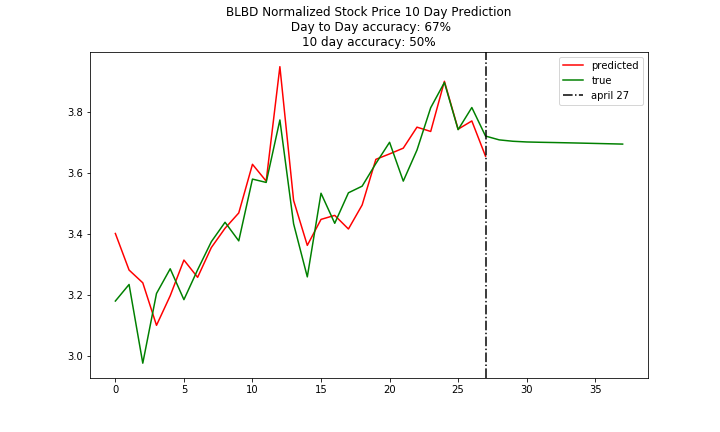 BLBD Normalized Stock Price 10 Day Prediction
Day to Day accuracy: 67%
10 day accuracy: 50%
predicted
true
april 27
3.8
3.6
3.4
3.2
3.0
0 5 10 15 20 25 30 35